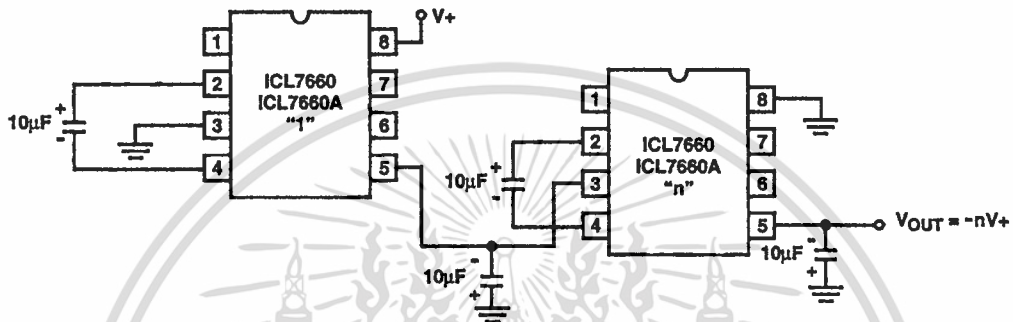 V+
1
2
3
4
8
7
6
5
ICL7660
ICL7660A
“1”
10µF
+
-
10µF
-
+
1
2
3
4
8
7
6
5
ICL7660
ICL7660A
“n”
10µF
+
-
VOUT = -nV+
10µF
-
+